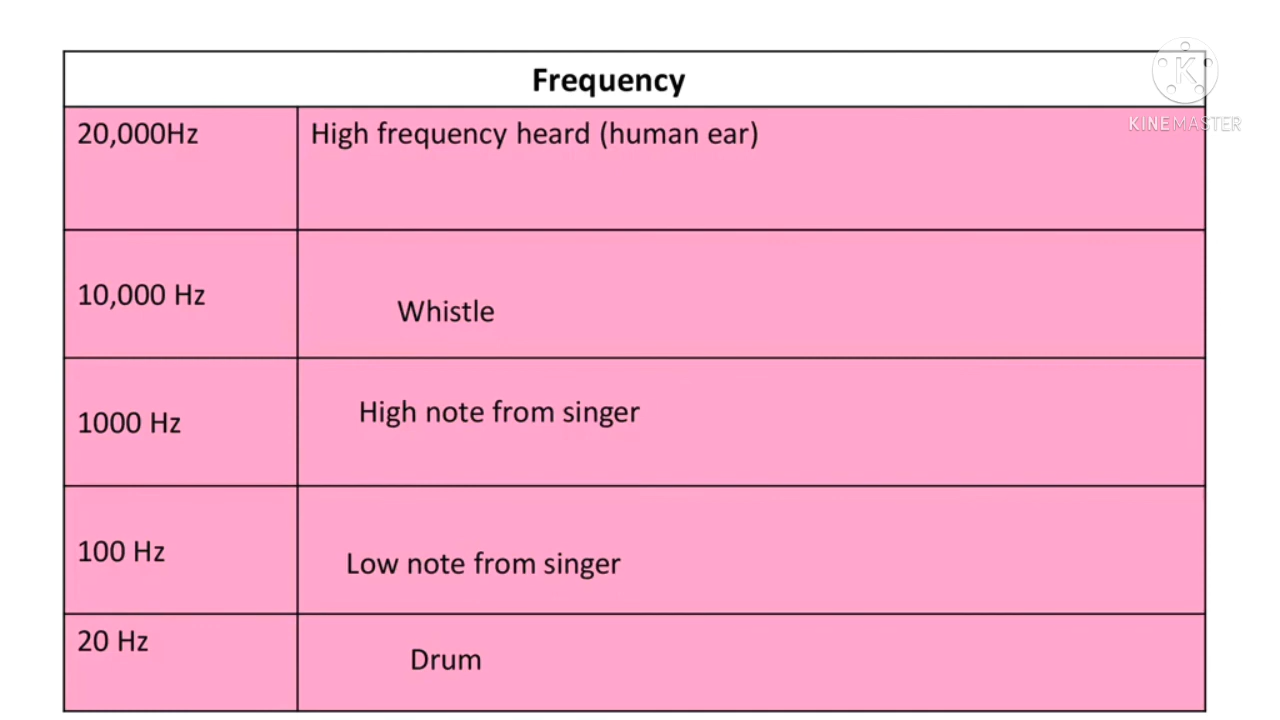 Frequency
KINEMASTER
20,000Hz
High frequency heard (human ear)
10,000 Hz
Whistle
1000 Hz
High note from singer
100 Hz
Low note from singer
20 Hz
Drum